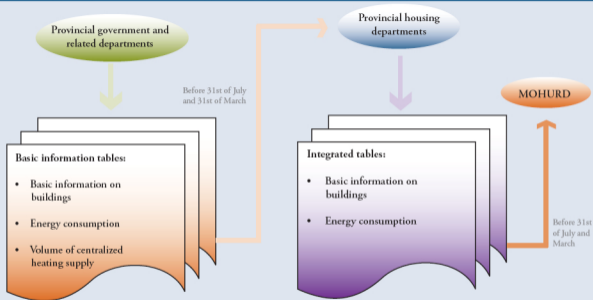 Provincial government and
related departments
Before 31st of July
and 31st of March
Basic information tables:
• Basic information on
buildings
• Energy consumption
• Volume of centralized
heating supply
Provincial housing
departments
Integrated tables:
• Basic information on
buildings
• Energy consumption
MOHURD
Before 31st
of July and
March